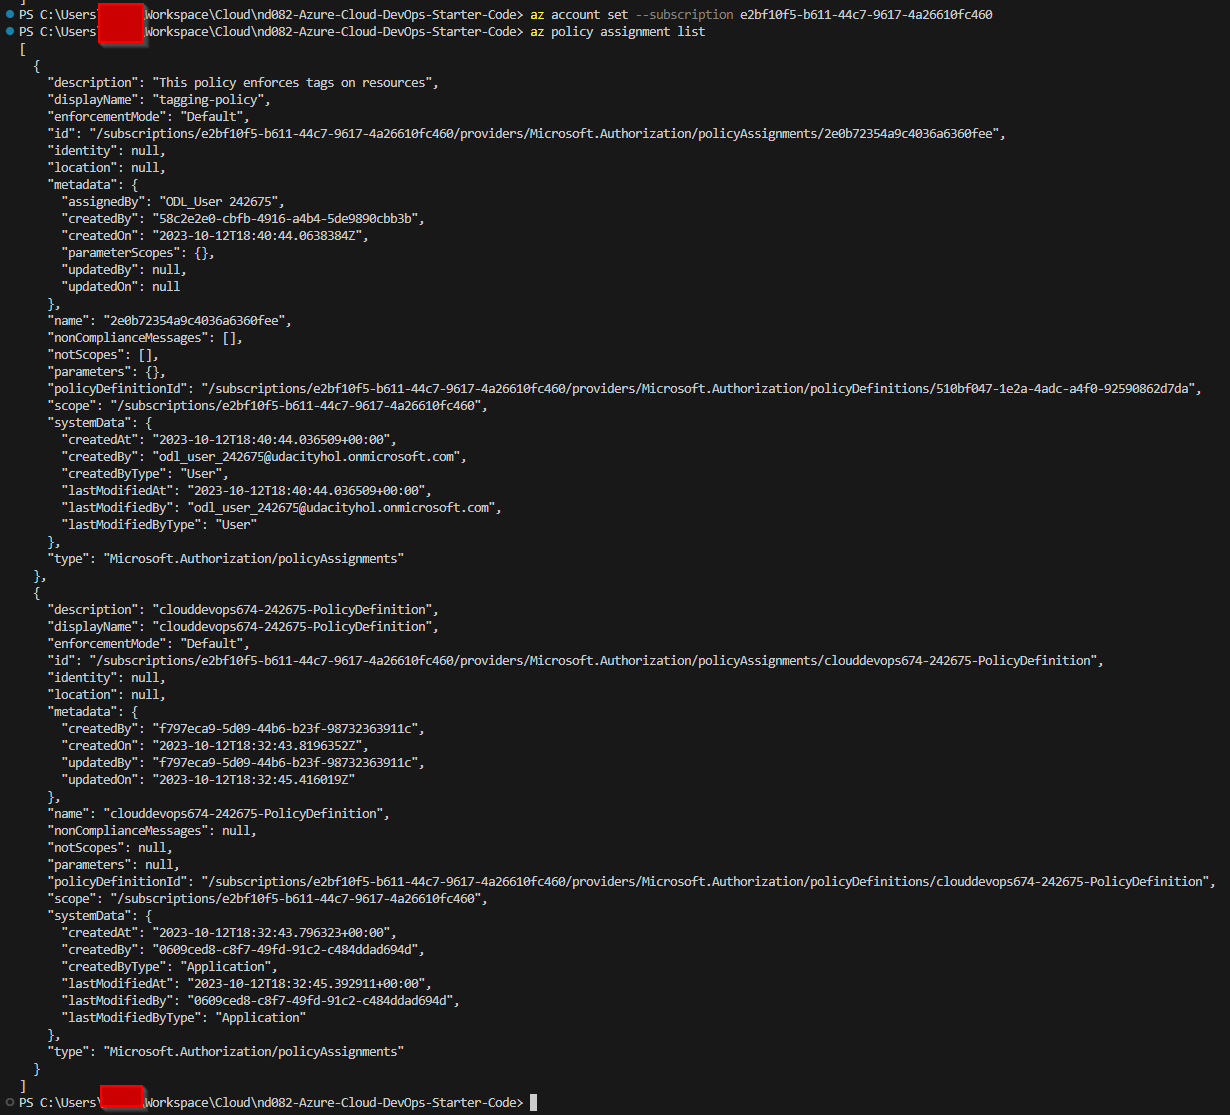 ]
PS C:\Users\ Workspace\Cloud\nd082-Azure-Cloud-DevOps-Starter-Code> az account set --subscription e2bf10f5-b611-44c7-9617-4a26610fc460
PS C:\Users\ Workspace\Cloud\nd082-Azure-Cloud-DevOps-Starter-Code> az policy assignment list
[
  {
    "description": "This policy enforces tags on resources",
    "displayName": "tagging-policy",
    "enforcementMode": "Default",
    "id": "/subscriptions/e2bf10f5-b611-44c7-9617-4a26610fc460/providers/Microsoft.Authorization/policyAssignments/2e0b72354a9c4036a6360fee",
    "identity": null,
    "location": null,
    "metadata": {
      "assignedBy": "ODL_User 242675",
      "createdBy": "58c2e2e0-cbfb-4916-a4b4-5de9890cbb3b",
      "createdOn": "2023-10-12T18:40:44.0638384Z",
      "parameterScopes": {},
      "updatedBy": null,
      "updatedOn": null
    },
    "name": "2e0b72354a9c4036a6360fee",
    "nonComplianceMessages": [],
    "notScopes": [],
    "parameters": {},
    "policyDefinitionId": "/subscriptions/e2bf10f5-b611-44c7-9617-4a26610fc460/providers/Microsoft.Authorization/policyDefinitions/510bf047-1e2a-4adc-a4f0-92590862d7da",
    "scope": "/subscriptions/e2bf10f5-b611-44c7-9617-4a26610fc460",
    "systemData": {
      "createdAt": "2023-10-12T18:40:44.036509+00:00",
      "createdBy": "odl_user_242675@udacityhol.onmicrosoft.com",
      "createdByType": "User",
      "lastModifiedAt": "2023-10-12T18:40:44.036509+00:00",
      "lastModifiedBy": "odl_user_242675@udacityhol.onmicrosoft.com",
      "lastModifiedByType": "User"
    },
    "type": "Microsoft.Authorization/policyAssignments"
  },
  {
    "description": "clouddevops674-242675-PolicyDefinition",
    "displayName": "clouddevops674-242675-PolicyDefinition",
    "enforcementMode": "Default",
    "id": "/subscriptions/e2bf10f5-b611-44c7-9617-4a26610fc460/providers/Microsoft.Authorization/policyAssignments/clouddevops674-242675-PolicyDefinition",
    "identity": null,
    "location": null,
    "metadata": {
      "createdBy": "f797eca9-5d09-44b6-b23f-98732363911c",
      "createdOn": "2023-10-12T18:32:43.8196352Z",
      "updatedBy": "f797eca9-5d09-44b6-b23f-98732363911c",
      "updatedOn": "2023-10-12T18:32:45.416019Z"
    },
    "name": "clouddevops674-242675-PolicyDefinition",
    "nonComplianceMessages": null,
    "notScopes": null,
    "parameters": null,
    "policyDefinitionId": "/subscriptions/e2bf10f5-b611-44c7-9617-4a26610fc460/providers/Microsoft.Authorization/policyDefinitions/clouddevops674-242675-PolicyDefinition",
    "scope": "/subscriptions/e2bf10f5-b611-44c7-9617-4a26610fc460",
    "systemData": {
      "createdAt": "2023-10-12T18:32:43.796323+00:00",
      "createdBy": "0609ced8-c8f7-49fd-91c2-c484ddad694d",
      "createdByType": "Application",
      "lastModifiedAt": "2023-10-12T18:32:45.392911+00:00",
      "lastModifiedBy": "0609ced8-c8f7-49fd-91c2-c484ddad694d",
      "lastModifiedByType": "Application"
    },
    "type": "Microsoft.Authorization/policyAssignments"
  }
]
PS C:\Users\ Workspace\Cloud\nd082-Azure-Cloud-DevOps-Starter-Code>